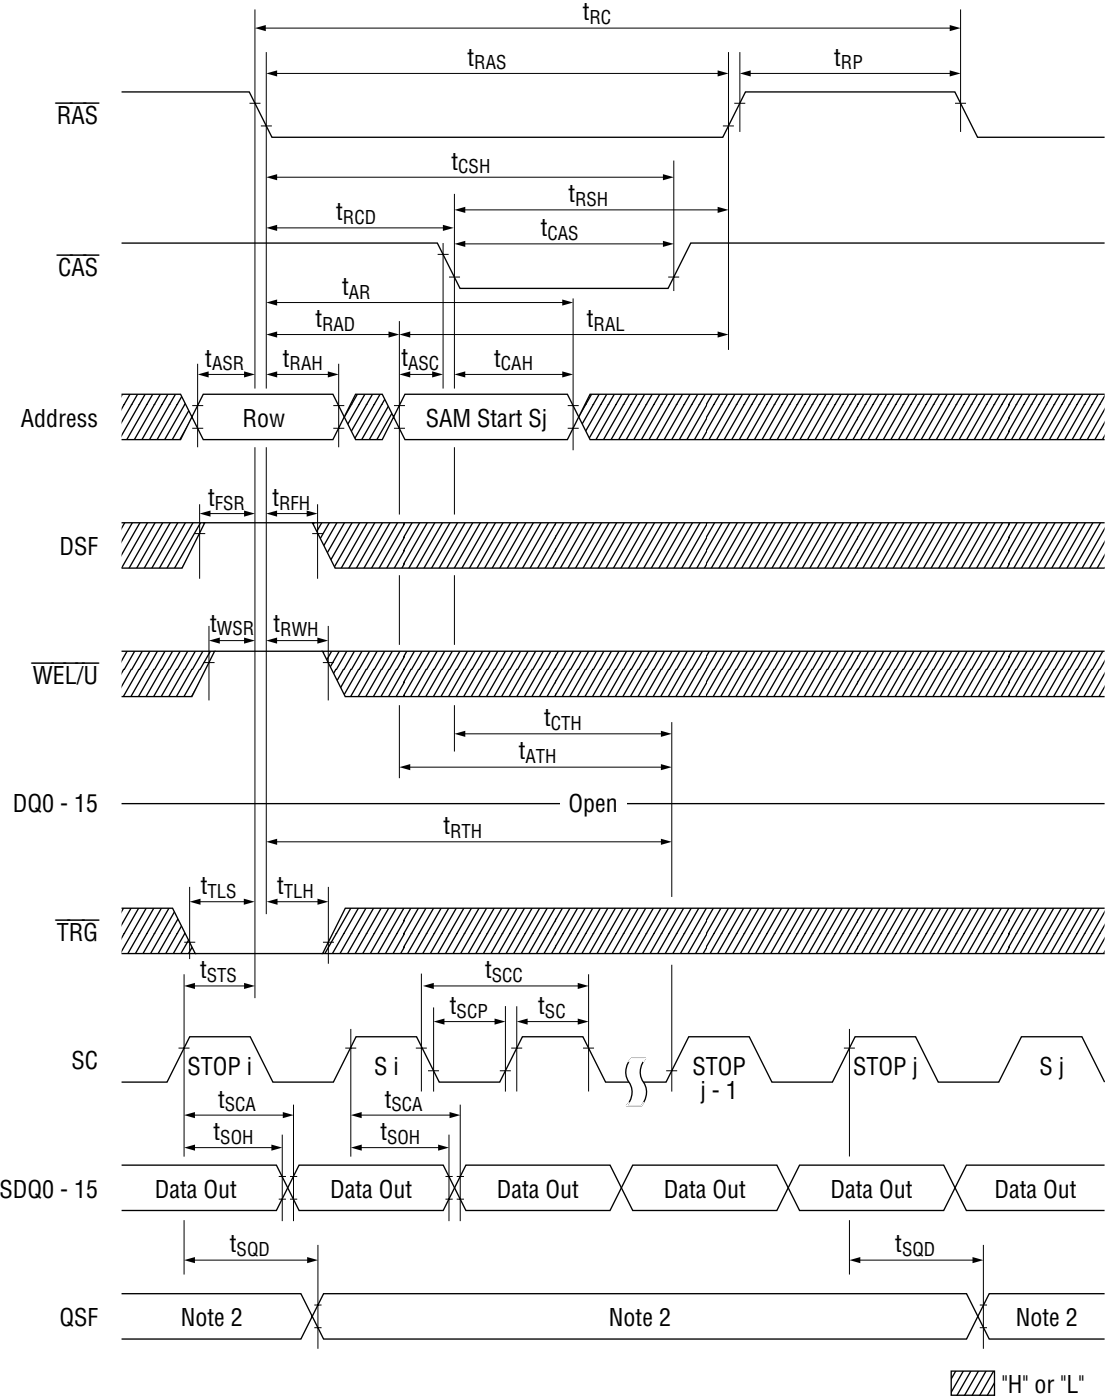 tRC
tRAS
tRP
RAS
tCSH
tRSH
tRCD
tCAS
CAS
tAR
tRAD
tRAL
tASR
tRAH
tASC
tCAH
Address
Row
SAM Start Sj
tFSR
tRFH
DSF
tWSR
tRWH
WEL/U
tCTH
tATH
DQ0 - 15
Open
tRTH
tTLS
tTLH
TRG
tSTS
tSCC
tSCP
tSC
SC
STOP i
S i
STOP
j - 1
STOP j
S j
tSCA
tSCA
tSOH
tSOH
SDQ0 - 15
Data Out
Data Out
Data Out
Data Out
Data Out
Data Out
tSQD
tSQD
QSF
Note 2
Note 2
Note 2
"H" or "L"